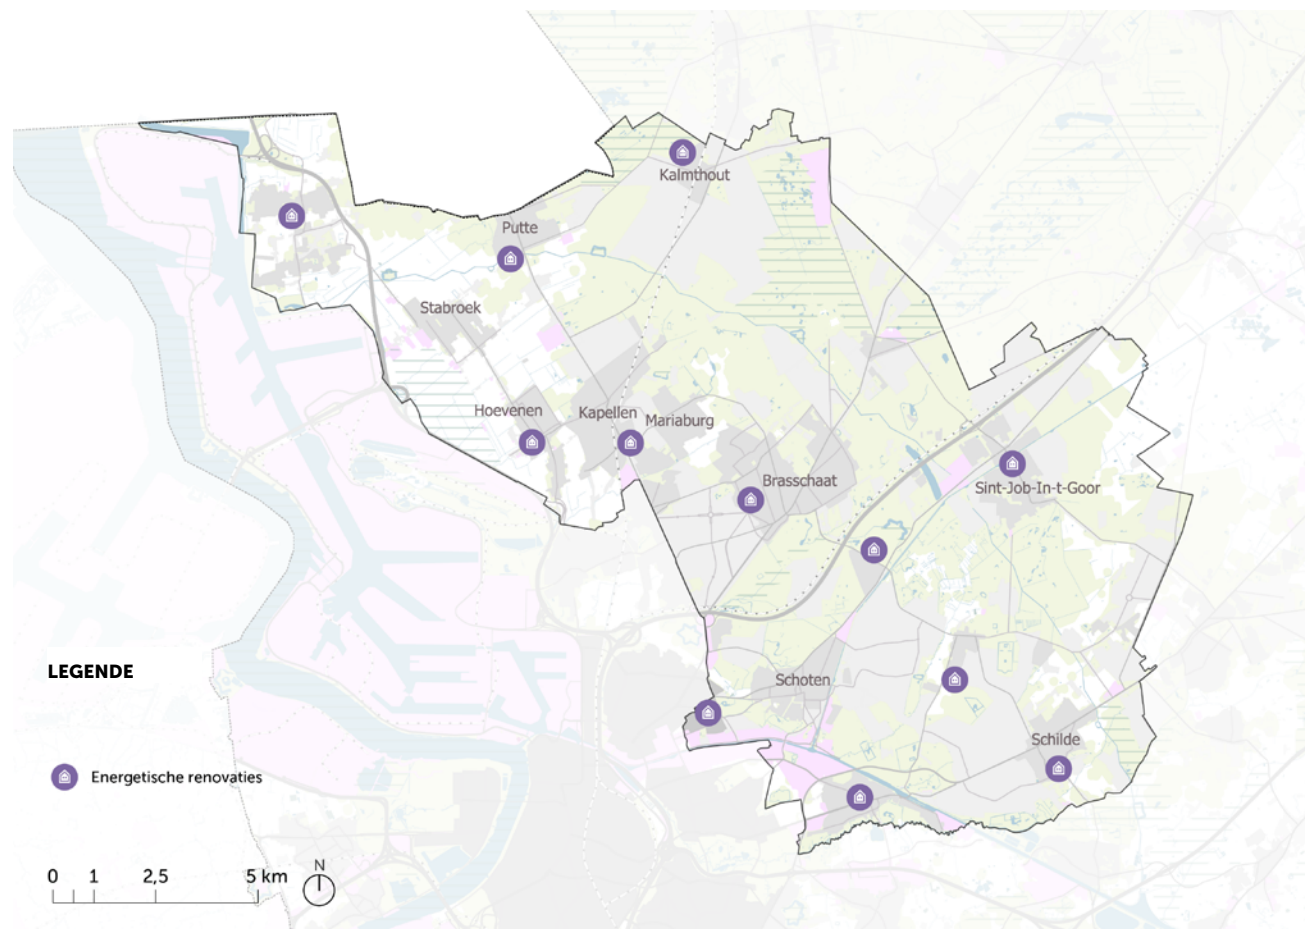 Kalmthout
Putte
Stabroek
Hoevenen
Kapellen
Mariaburg
Brasschaat
Sint-Job-In-t-Goor
Schoten
Schilde
LEGENDE
Energetische renovaties
0 1 2,5 5 km
N